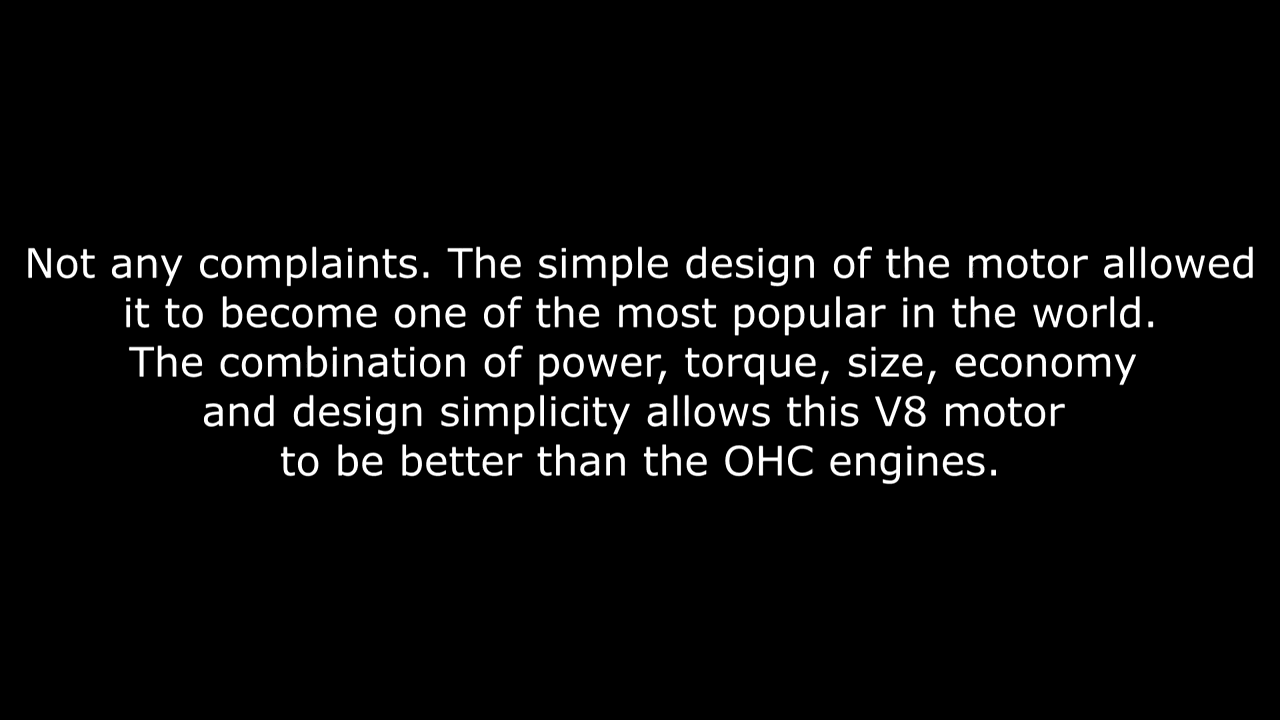 Not any complaints. The simple design of the motor allowed
it to become one of the most popular in the world.
The combination of power, torque, size, economy
and design simplicity allows this V8 motor
to be better than the OHC engines.